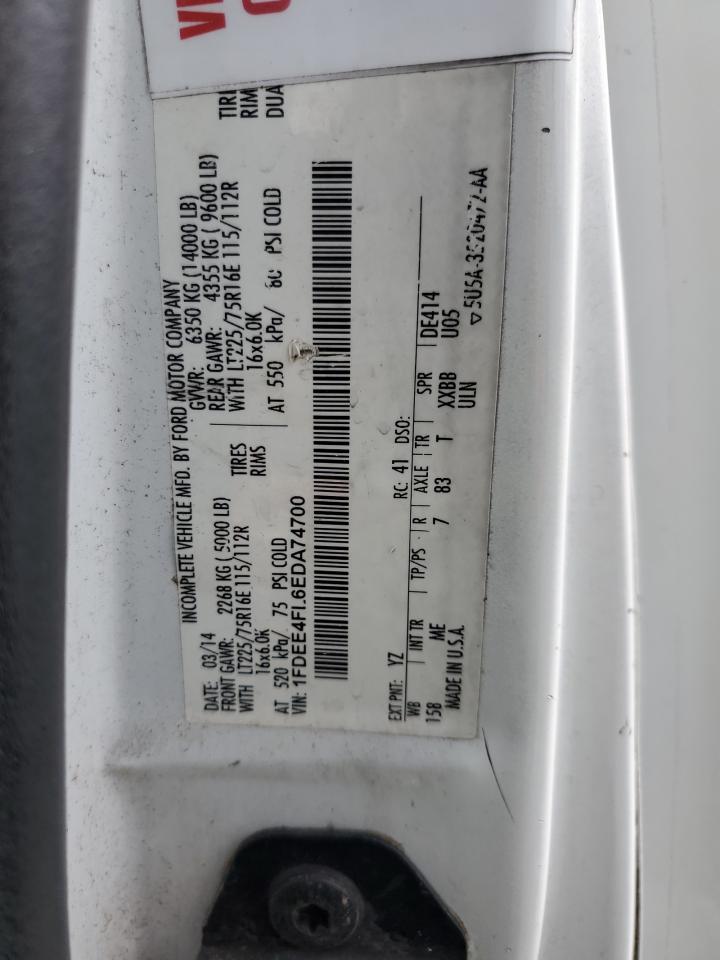 INCOMPLETE VEHICLE MFD. BY FORD MOTOR COMPANY
DATE: 03/14 GVWR: 6350 KG (14000 LB)
FRONT GAWR: 2268 KG (5000 LB) REAR GAWR: 4355 KG (9600 LB)
WITH LT225/75R16E 115/112R TIRES WITH LT225/75R16E 115/112R TIRE
16x6.0K RIMS 16x6.0K RIM
AT 520 kPa/ 75 PSI COLD AT 550 kPa/ 80 PSI COLD DUA
VIN: 1FDEE4FL6EDA74700
EXT PNT: YZ RC: 41 DSO:
WB INT TR TP/PS R AXLE TR SPR
158 ME 7 83 T XXBB DE414
MADE IN U.S.A. ULN U05